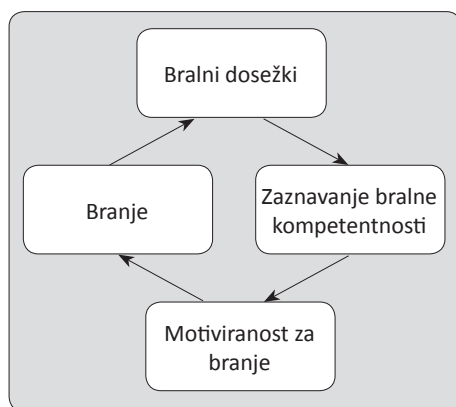 Bralni dosežki
Branje
Zaznavanje bralne
kompetentnosti
Motiviranost za
branje